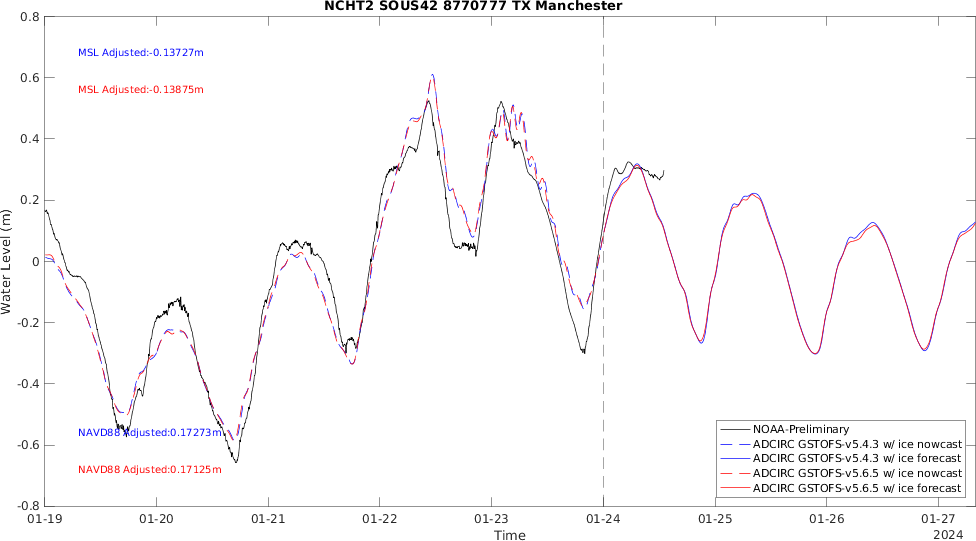 NCHT2 SOUS42 8770777 TX Manchester
0.8
0.6
0.4
0.2
0
-0.2
-0.4
-0.6
-0.8
Water Level (m)
MSL Adjusted:-0.13727m
MSL Adjusted:-0.13875m
NAVD88 Adjusted:0.17273m
NAVD88 Adjusted:0.17125m
NOAA-Preliminary
ADCIRC GSTOFS-v5.4.3 w/ ice nowcast
ADCIRC GSTOFS-v5.4.3 w/ ice forecast
ADCIRC GSTOFS-v5.6.5 w/ ice nowcast
ADCIRC GSTOFS-v5.6.5 w/ ice forecast
01-19 01-20 01-21 01-22 01-23 01-24 01-25 01-26 01-27
Time
2024